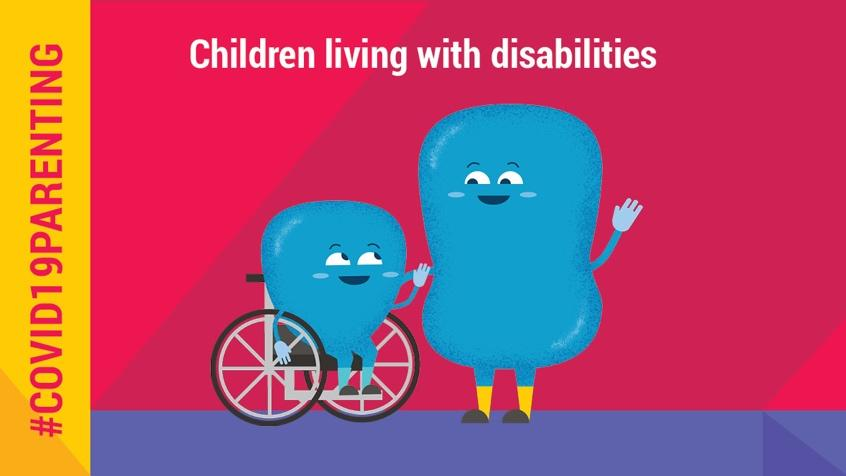 Children living with disabilities
#COVID19PARENTING